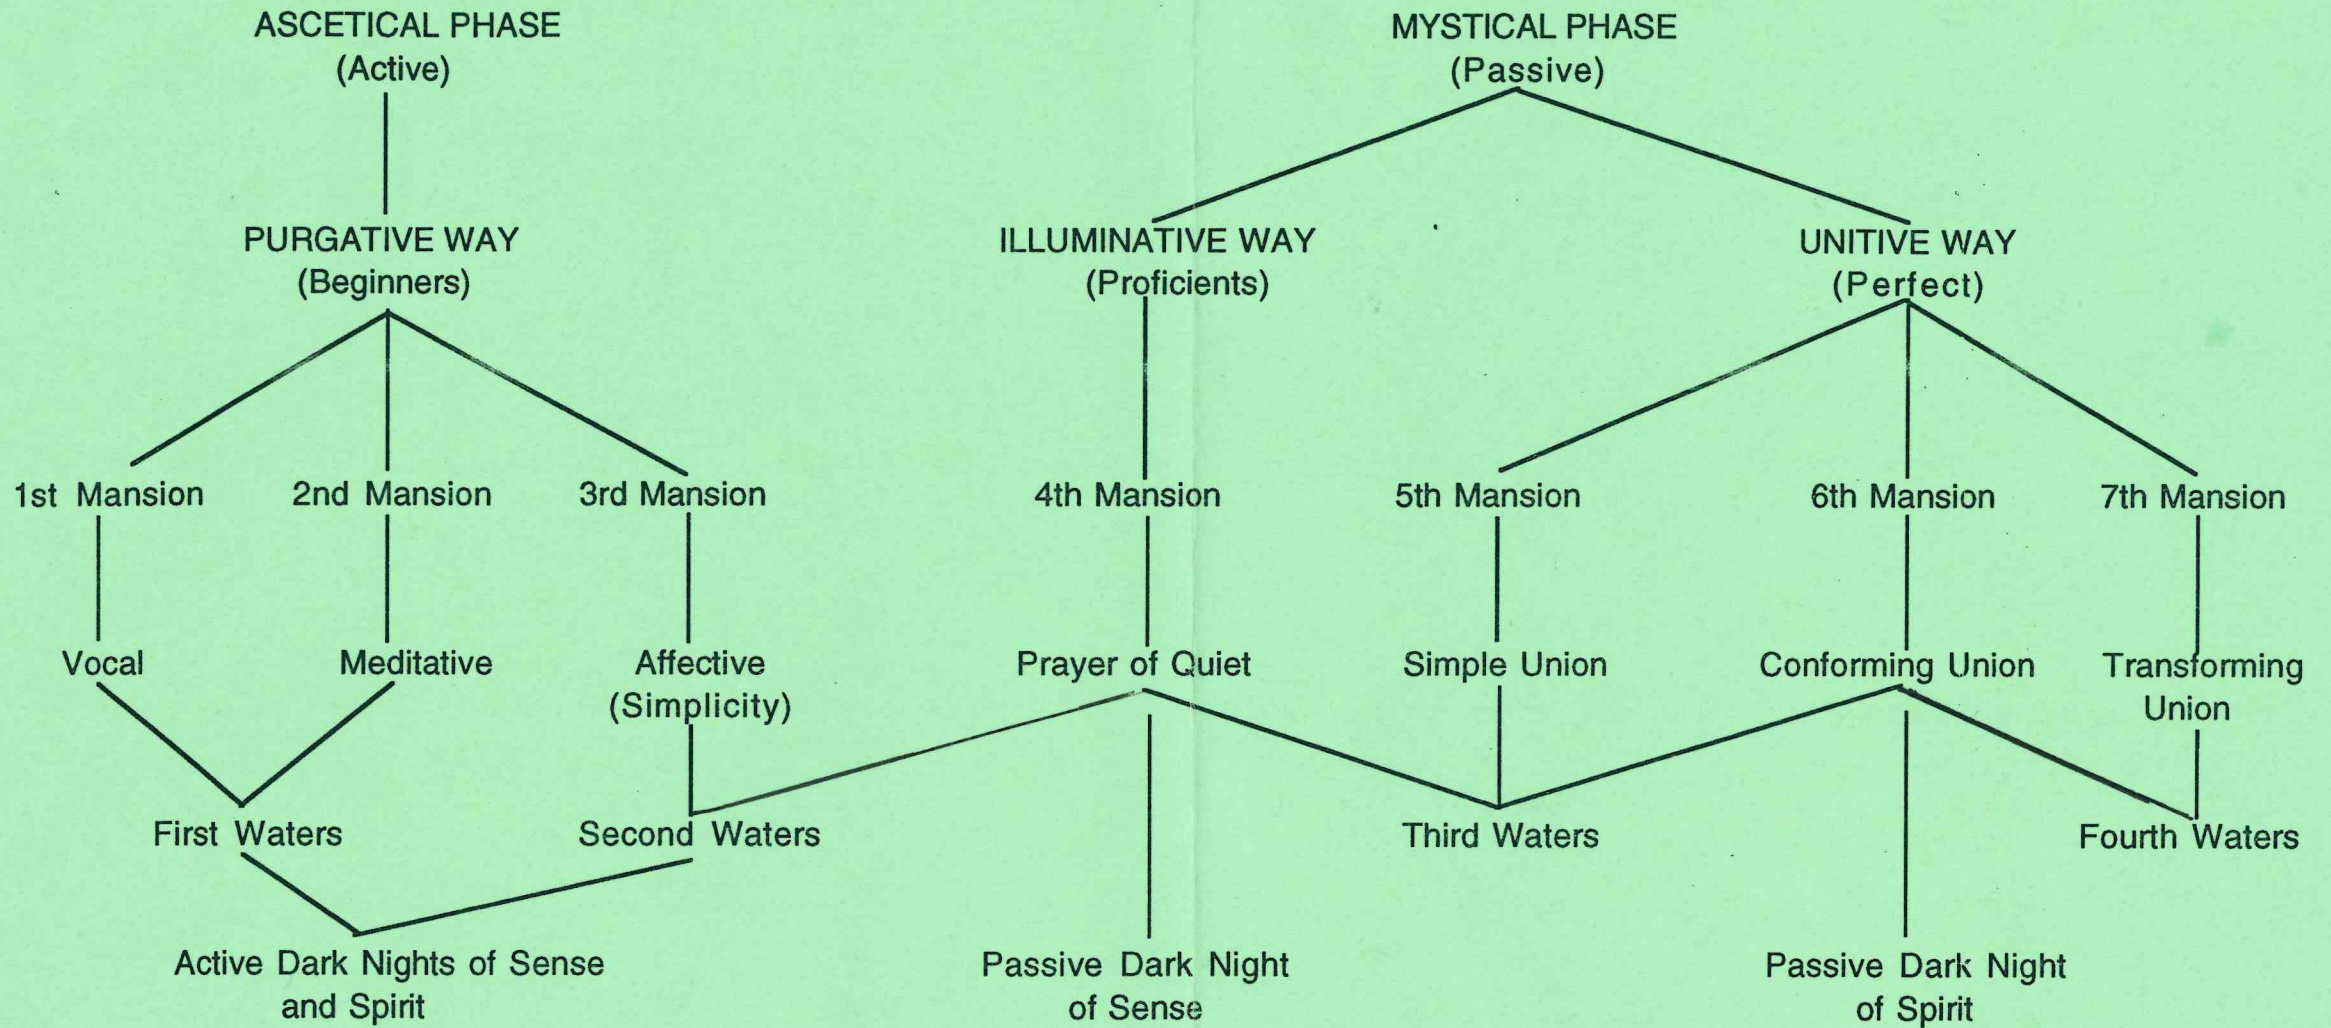 ASCETICAL PHASE
(Active)
MYSTICAL PHASE
(Passive)
PURGATIVE WAY
(Beginners)
ILLUMINATIVE WAY
(Proficients)
UNITIVE WAY
(Perfect)
1st Mansion
2nd Mansion
3rd Mansion
4th Mansion
5th Mansion
6th Mansion
7th Mansion
Vocal
Meditative
Affective
(Simplicity)
Prayer of Quiet
Simple Union
Conforming Union
Transforming
Union
First Waters
Second Waters
Third Waters
Fourth Waters
Active Dark Nights of Sense
and Spirit
Passive Dark Night
of Sense
Passive Dark Night
of Spirit